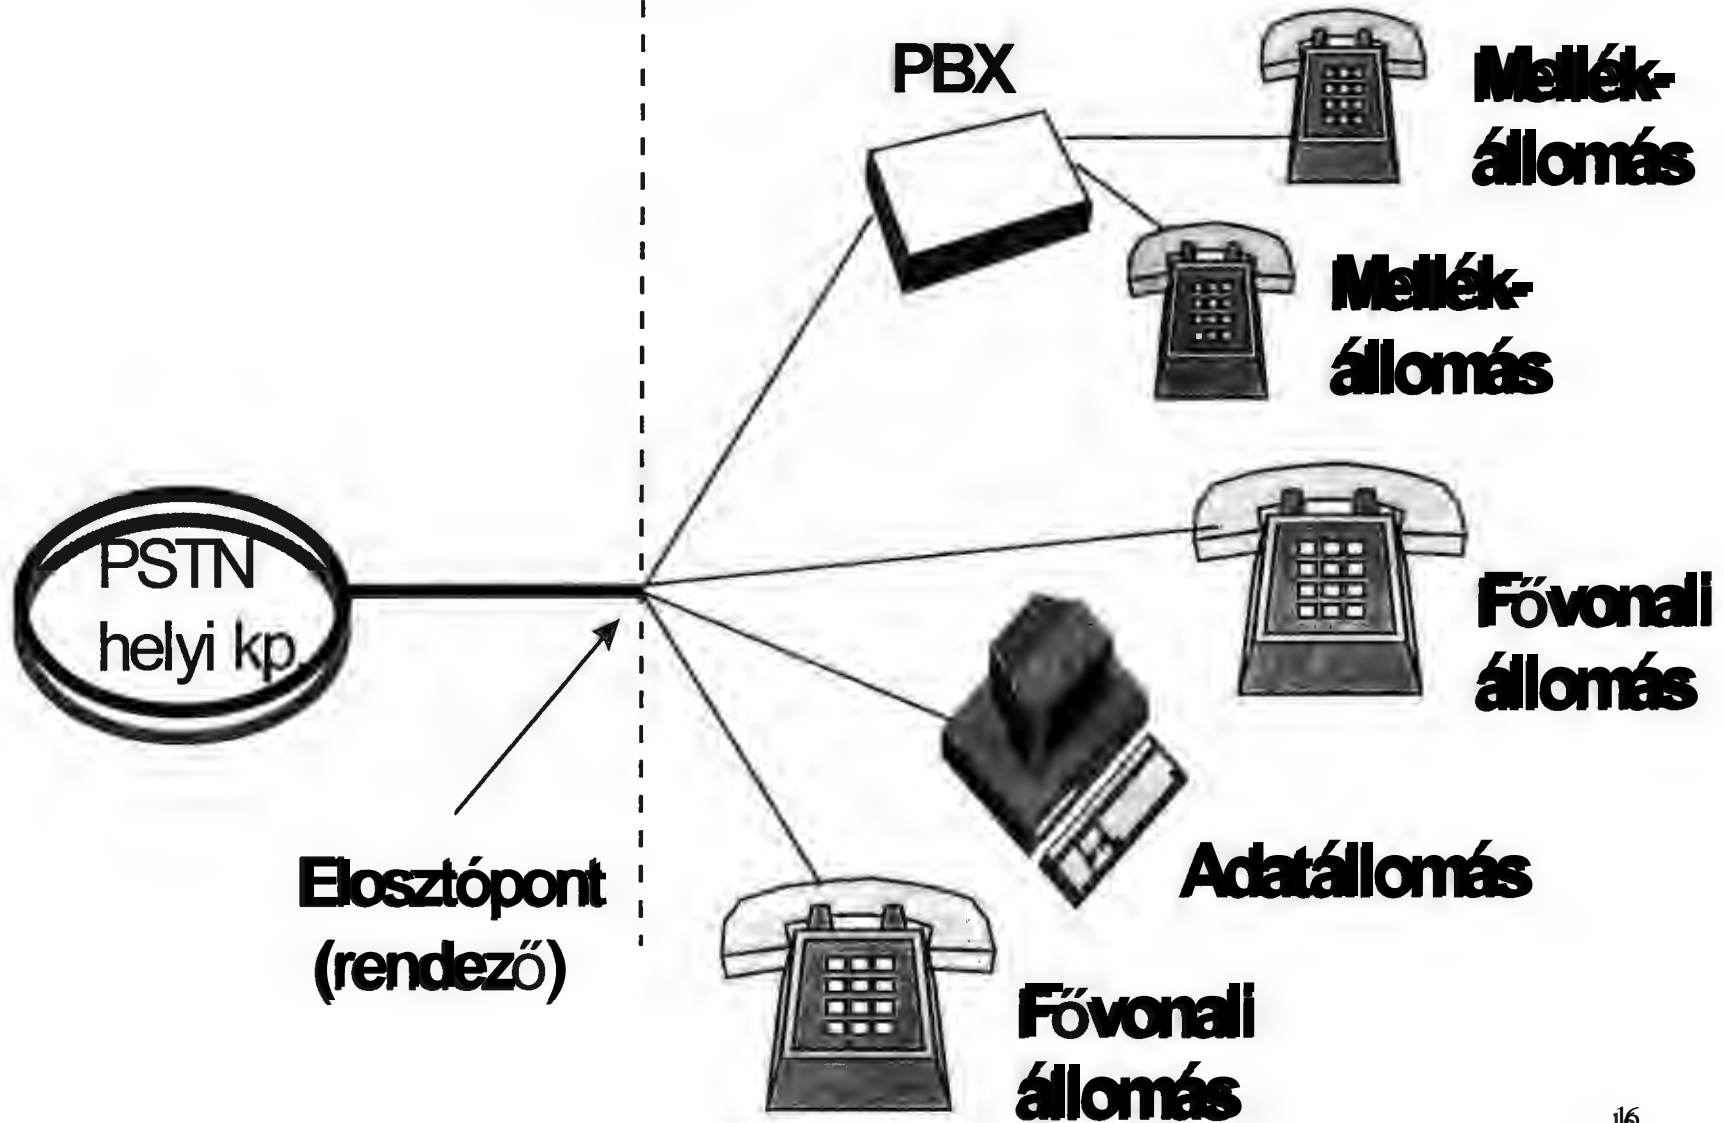 PBX
Mellék-
állomás
Mellék-
állomás
PSTN
helyi kp.
Fővonali
állomás
Adatállomás
Elosztópont
(rendező)
Fővonali
állomás
16